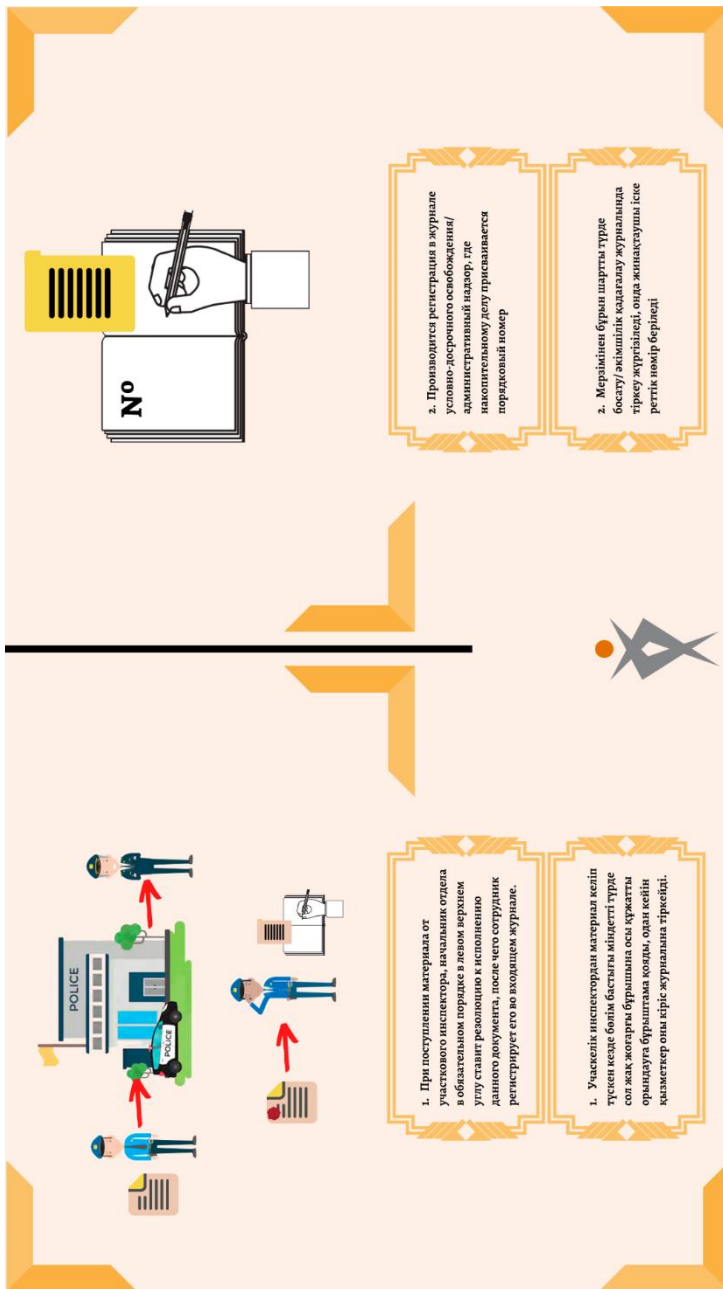 POLICE
POLICE
1. При поступлении материала от
участкового инспектора, начальник отдела
в обязательном порядке в левом верхнем
углу ставит резолюцию к исполнению
данного документа, после чего сотрудник
регистрирует его во входящем журнале.
1. Учаскелік инспектордан материал келіп
түскен кезде бөлім бастығы міндетті түрде
сол жақ жоғарғы бұрышына осы құжатты
орындауға бұрыштама қояды, одан кейін
қызметкер оны кіріс журналына тіркейді.
Nº
2. Производится регистрация в журнале
условно-досрочного освобождения/
административный надзор, где
накопительному делу присваивается
порядковый номер
2. Мерзімінен бұрын шартты түрде
босату/ әкімшілік қадағалау журналында
тіркеу жүргізіледі, онда жинақтаушы іске
реттік нөмір беріледі